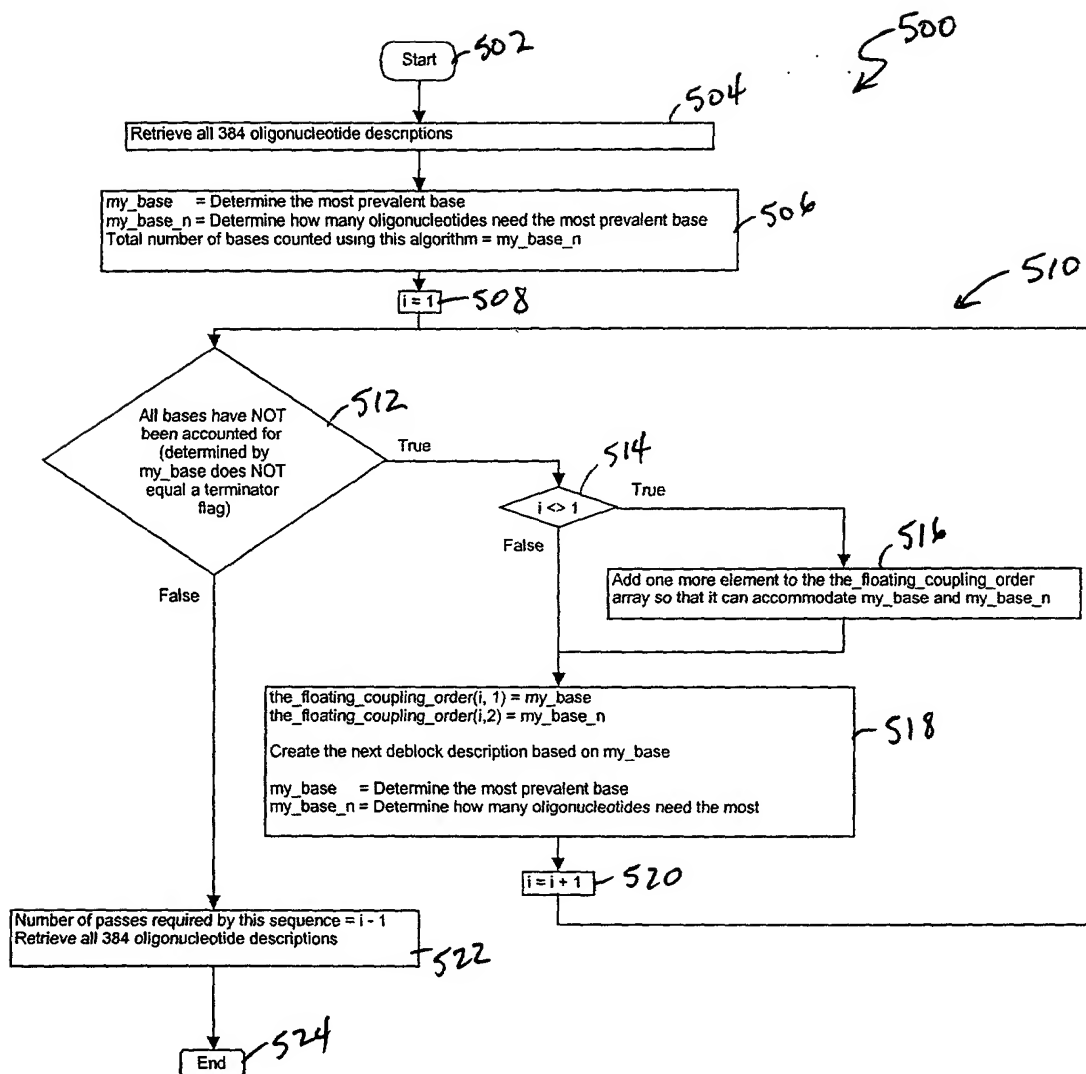 500
Start
502
504
Retrieve all 384 oligonucleotide descriptions
my_base = Determine the most prevalent base
my_base_n = Determine how many oligonucleotides need the most prevalent base
Total number of bases counted using this algorithm = my_base_n
506
i = 1
508
510
All bases have NOT
been accounted for
(determined by
my_base does NOT
equal a terminator
flag)
512
True
514
i <> 1
True
False
516
Add one more element to the the_floating_coupling_order
array so that it can accommodate my_base and my_base_n
False
the_floating_coupling_order(i, 1) = my_base
the_floating_coupling_order(i,2) = my_base_n
Create the next deblock description based on my_base
my_base = Determine the most prevalent base
my_base_n = Determine how many oligonucleotides need the most
518
i = i + 1
520
Number of passes required by this sequence = i - 1
Retrieve all 384 oligonucleotide descriptions
522
End
524